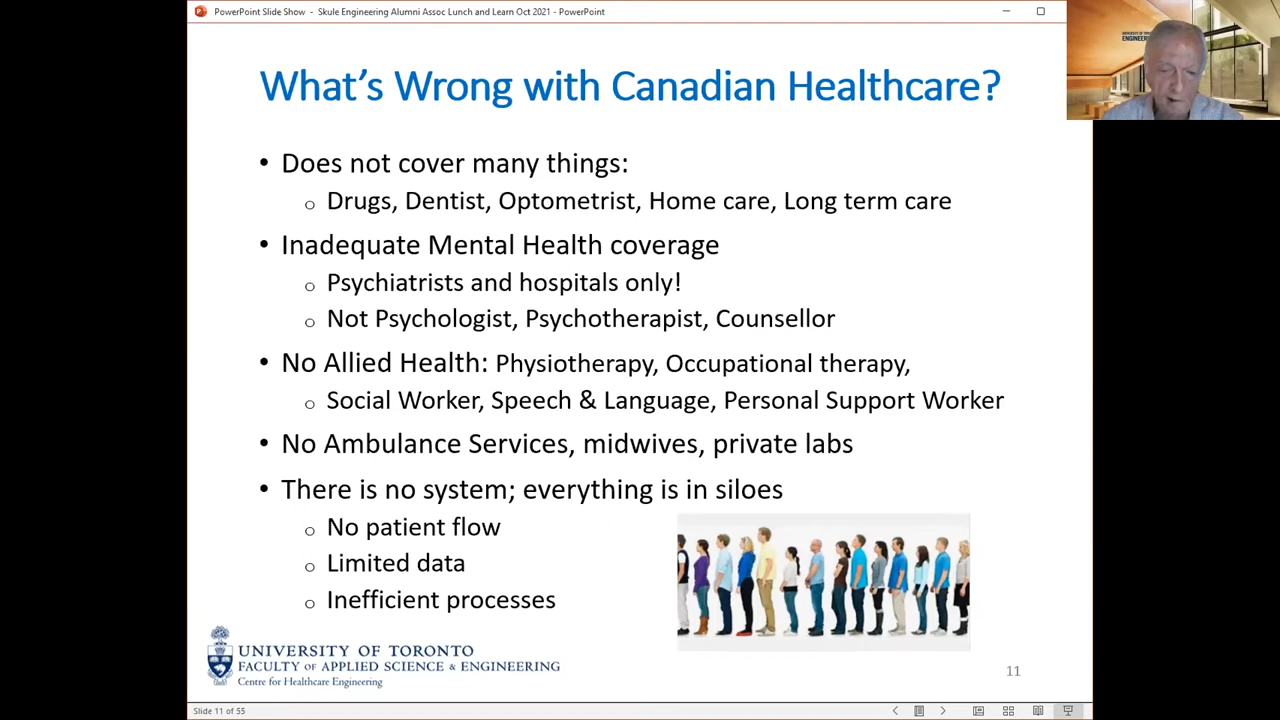 PowerPoint Slide Show - Skule Engineering Alumni Assoc Lunch and Learn Oct 2021 - PowerPoint
UNIVERSITY OF TORONTO
ENGINEERING
What's Wrong with Canadian Healthcare?
• Does not cover many things:
o Drugs, Dentist, Optometrist, Home care, Long term care
• Inadequate Mental Health coverage
o Psychiatrists and hospitals only!
o Not Psychologist, Psychotherapist, Counsellor
• No Allied Health: Physiotherapy, Occupational therapy,
o Social Worker, Speech & Language, Personal Support Worker
• No Ambulance Services, midwives, private labs
• There is no system; everything is in siloes
o No patient flow
o Limited data
o Inefficient processes
UNIVERSITY OF TORONTO
FACULTY OF APPLIED SCIENCE & ENGINEERING
Centre for Healthcare Engineering
11
Slide 11 of 55